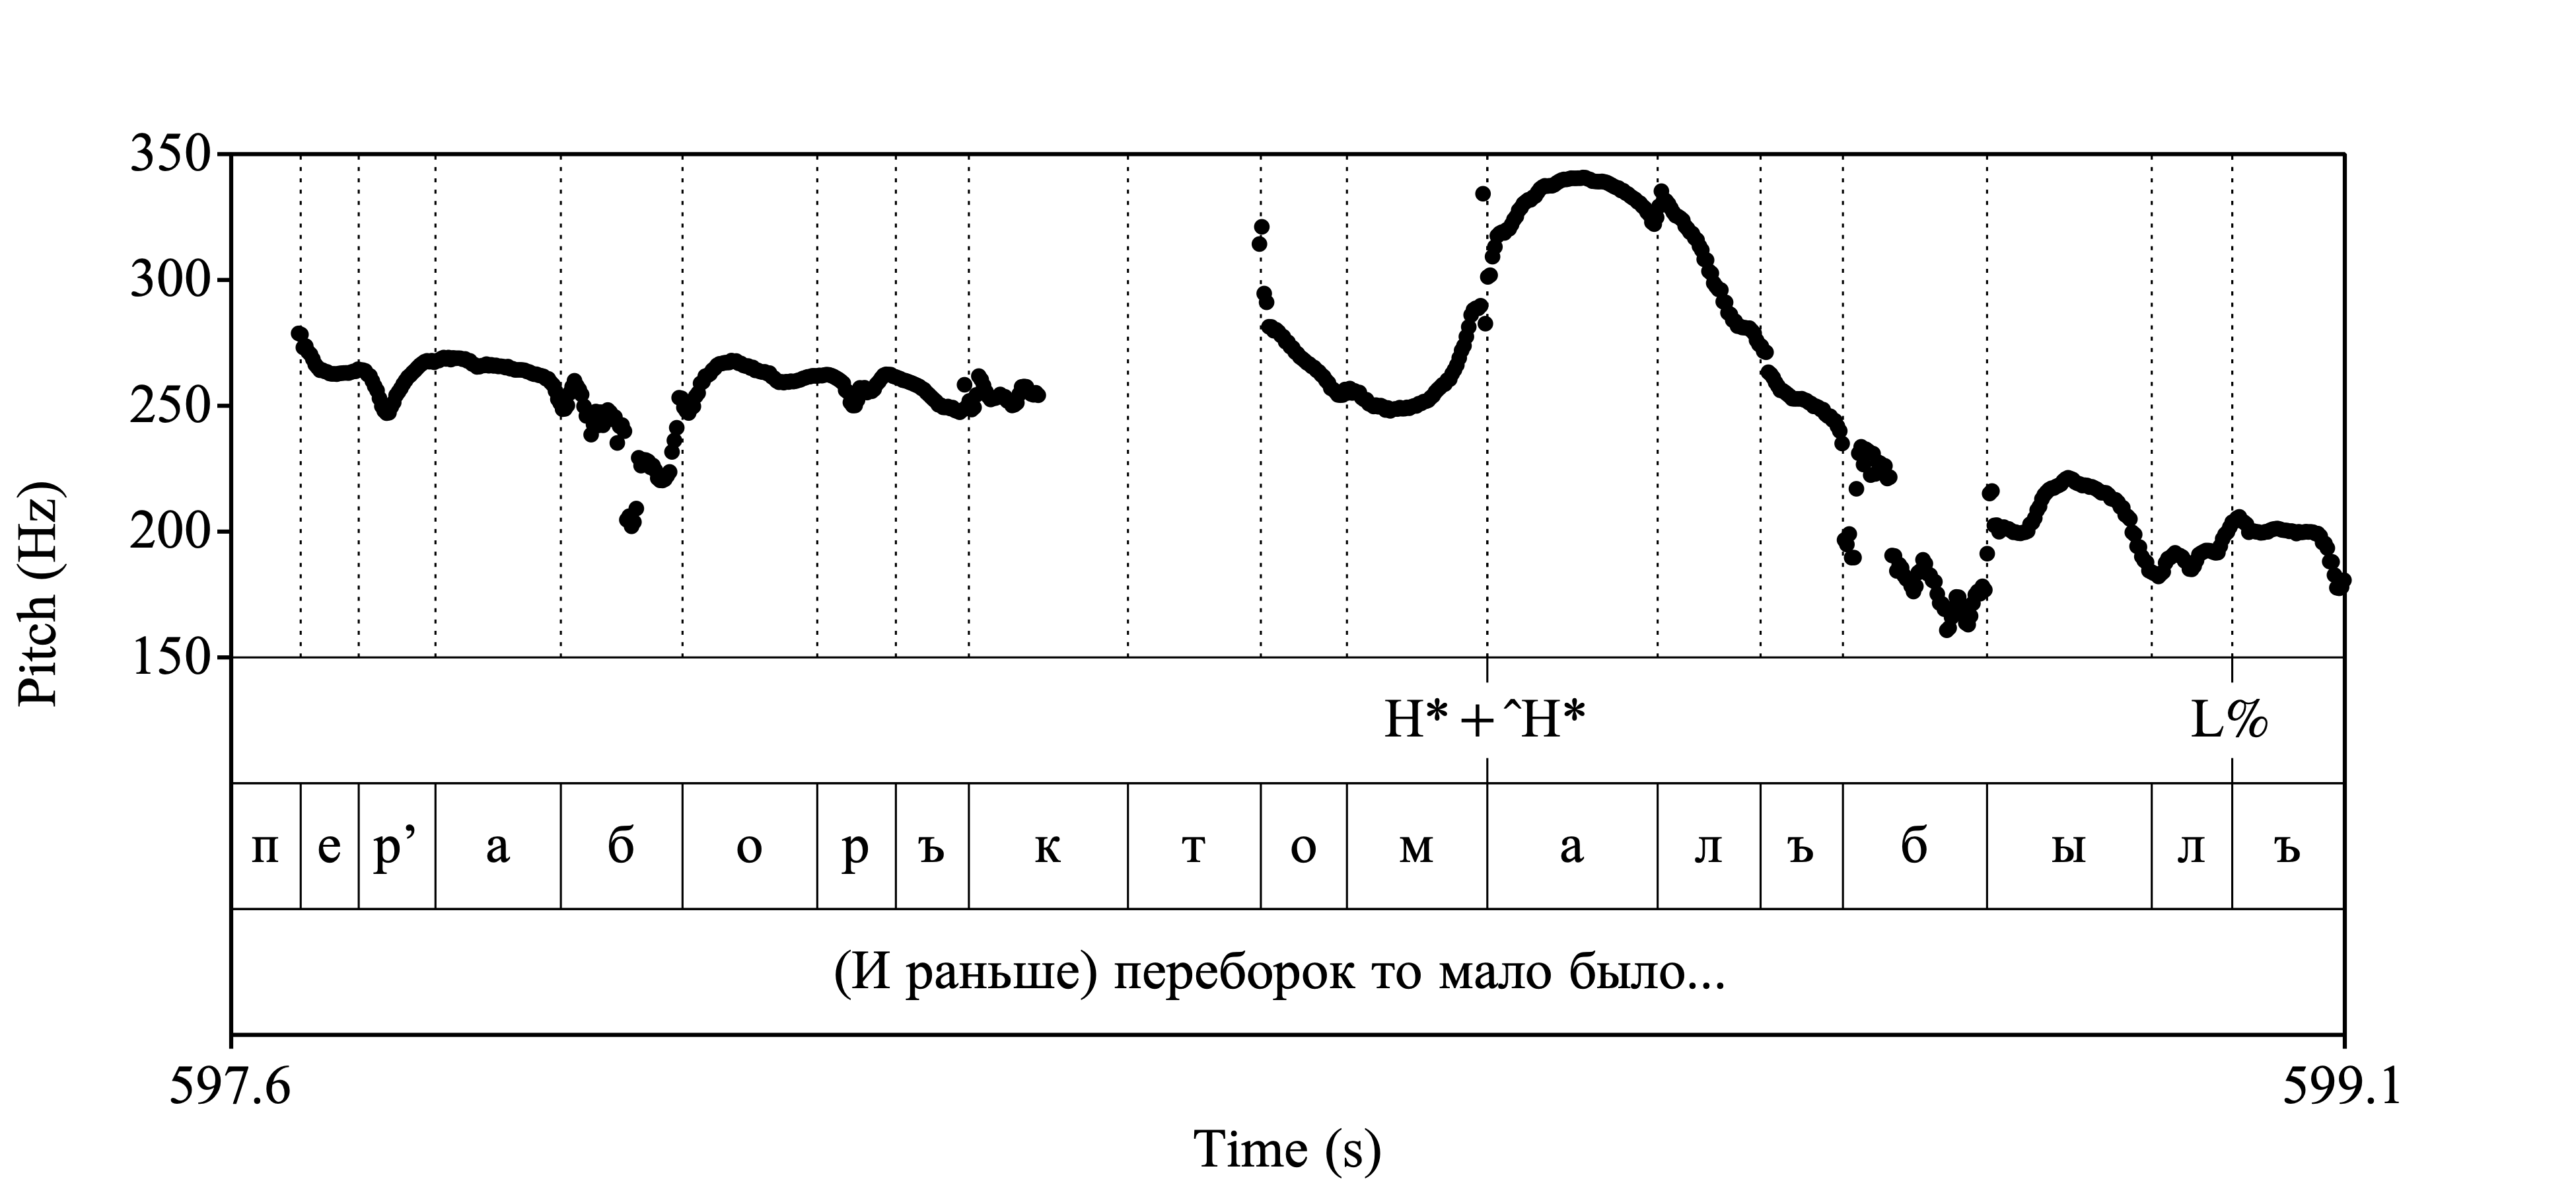 350
300
250
200
150
Pitch (Hz)
H* + ^H* L%
п е р’ а б о р ъ к т о м а л ъ б ы л ъ
(И раньше) переборок то мало было...
597.6 599.1
Time (s)